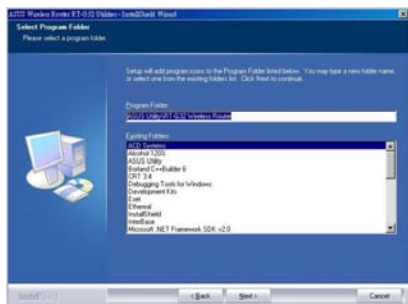 ASUS Wireless Router RT-G32 Utilities - InstallShield Wizard
Select Program Folder
Please select a program folder.
Setup will add program icons to the Program Folder listed below. You may type a new folder name,
or select one from the existing folders list. Click Next to continue.
Program Folder:
ASUS Utility\RT-G32 Wireless Router
Existing Folders:
ACD Systems
Alcohol 120%
ASUS Utility
Borland C++Builder 6
CRT 3.4
Debugging Tools for Windows
Development Kits
Eset
Ethereal
InstallShield
InterBase
Microsoft .NET Framework SDK v2.0
InstallShield
< Back
Next >
Cancel